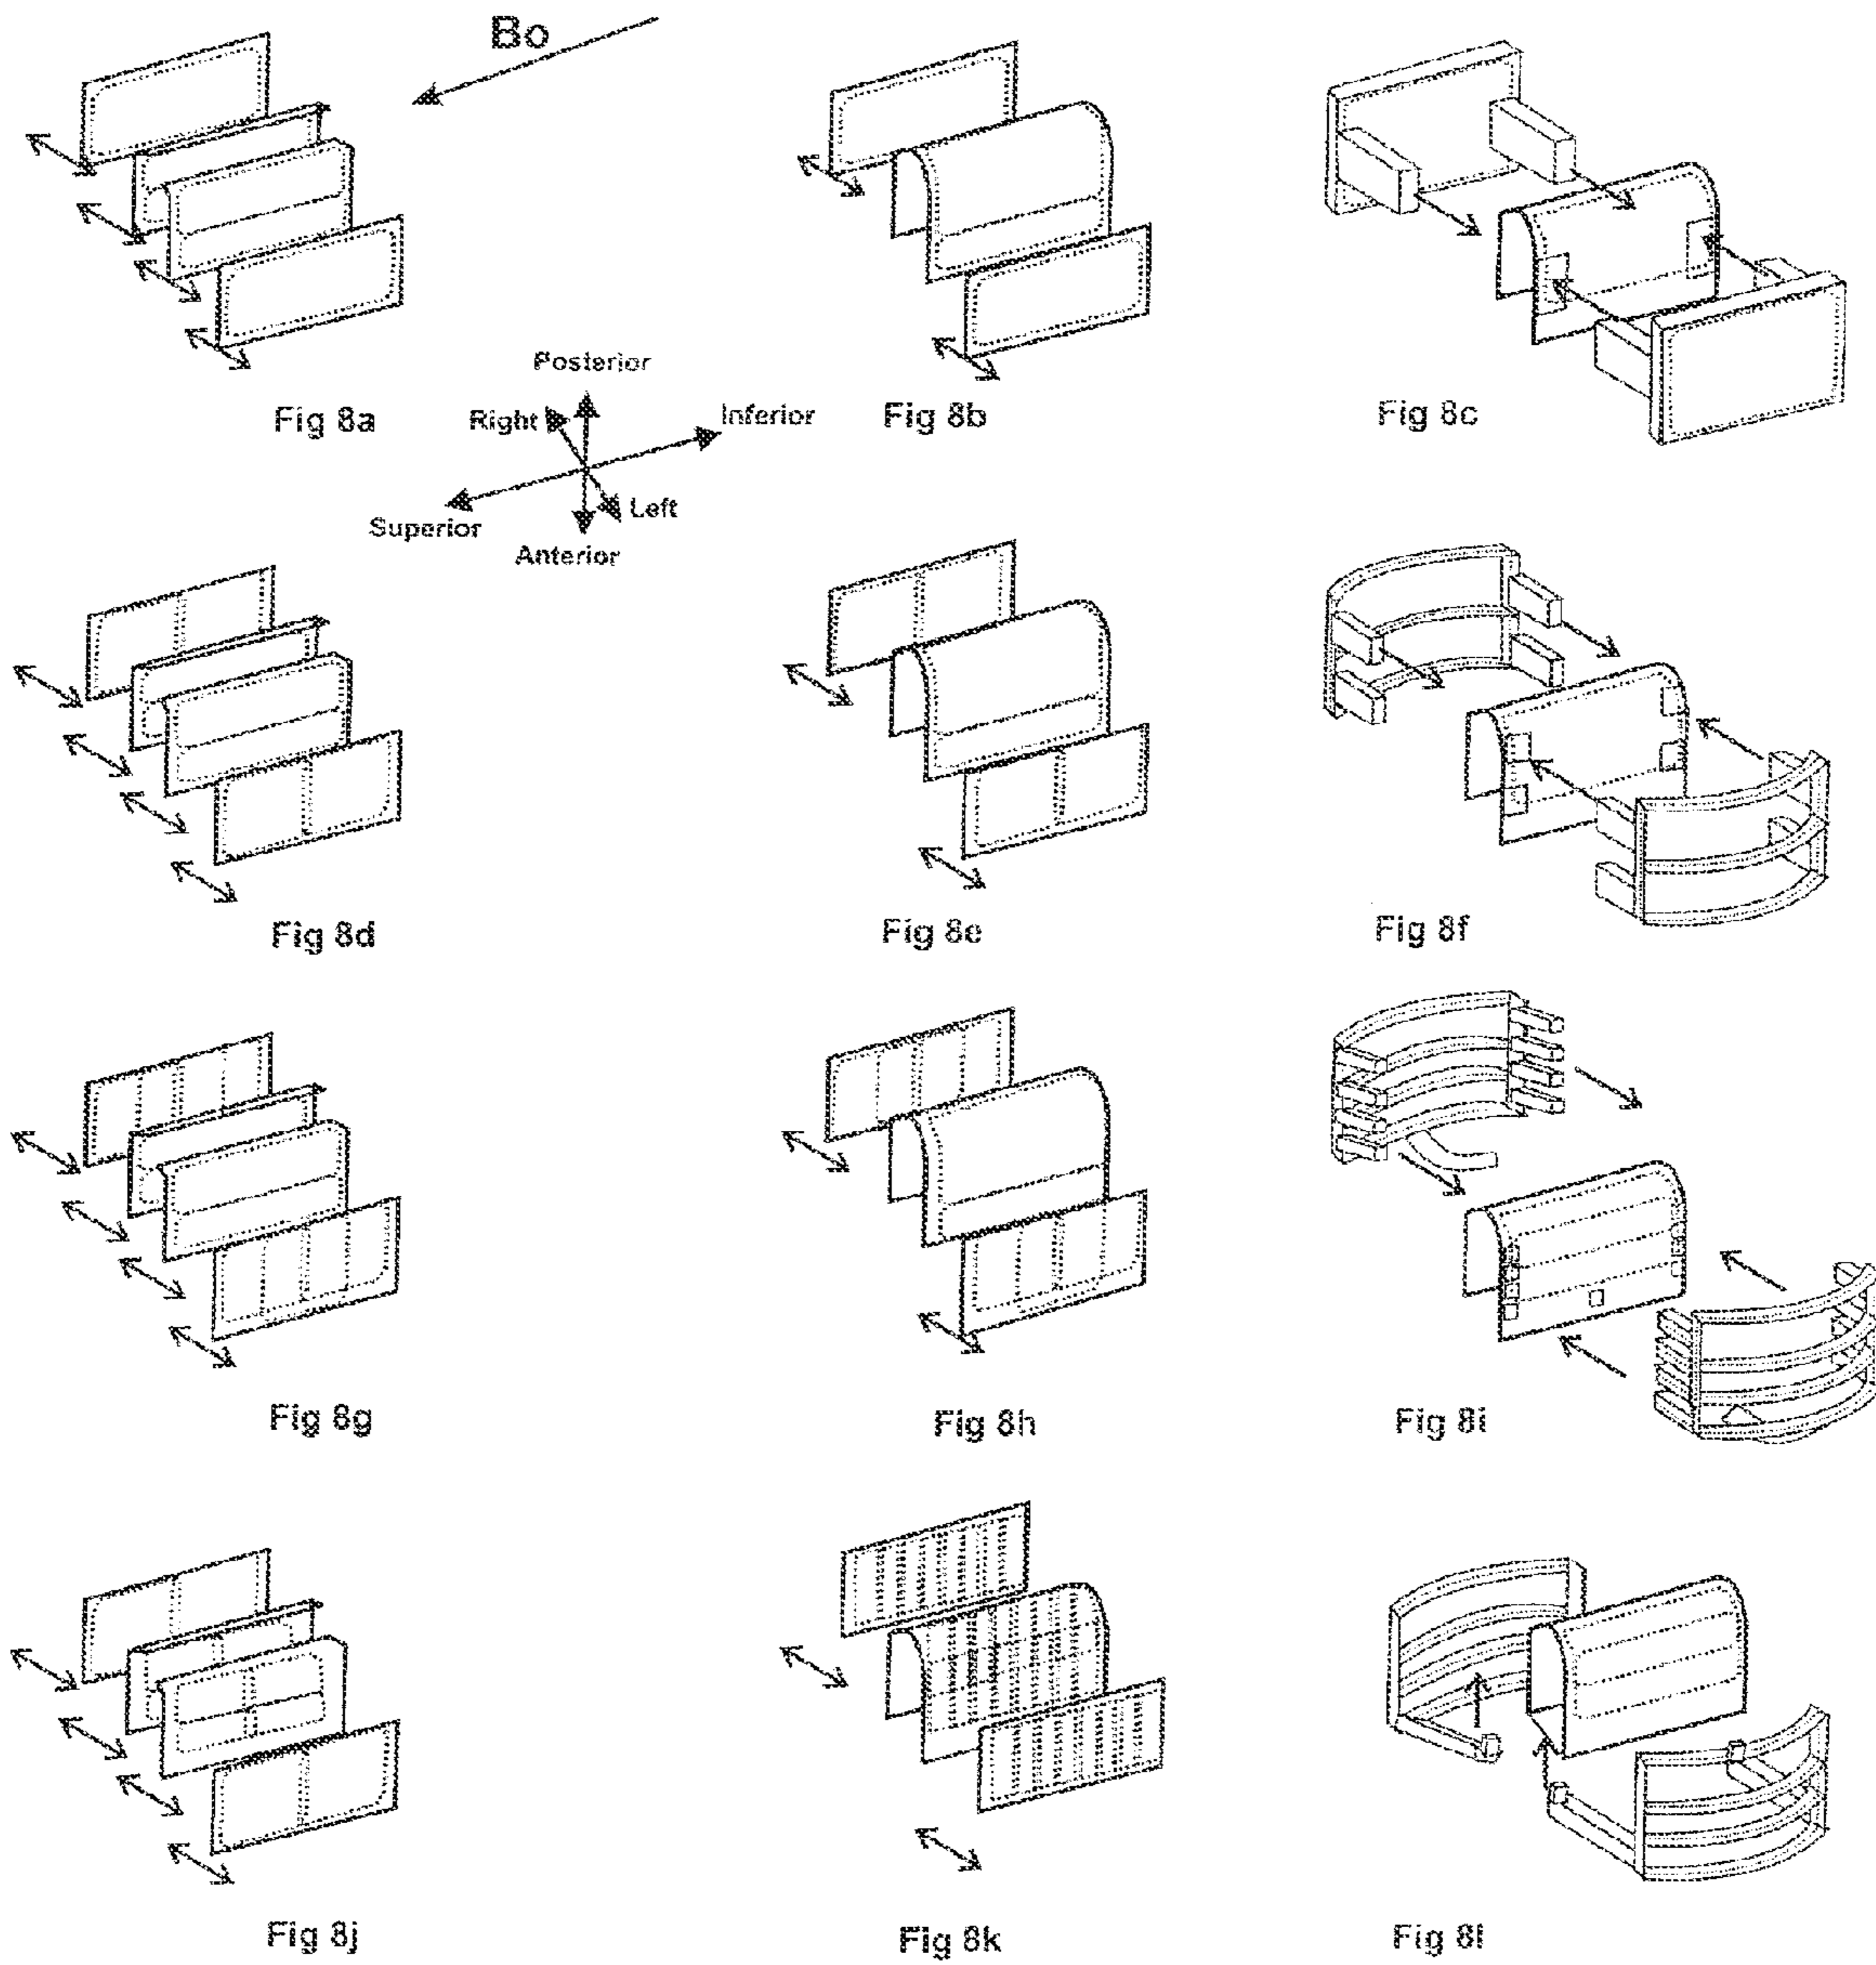 Bo
Fig 8a
Fig 8b
Fig 8c
Posterior
Right
Inferior
Superior
Left
Anterior
Fig 8d
Fig 8e
Fig 8f
Fig 8g
Fig 8h
Fig 8i
Fig 8j
Fig 8k
Fig 8l